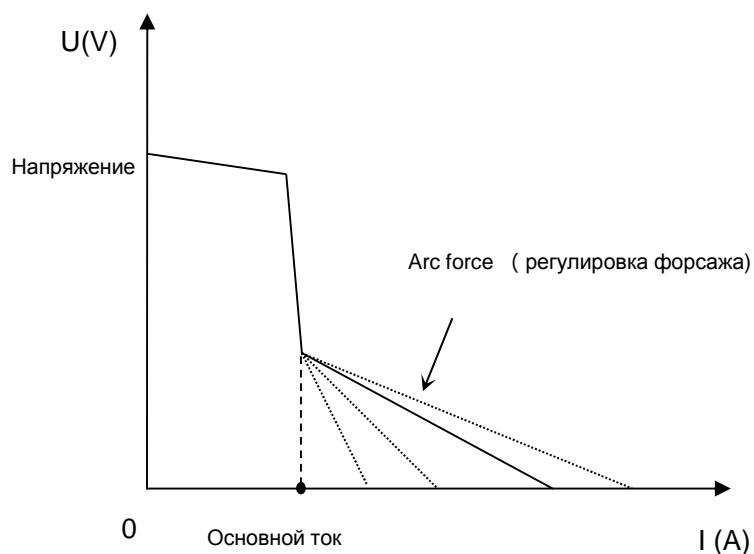 U(V)
Напряжение
Arc force ( регулировка форсажа)
0
Основной ток
I (A)